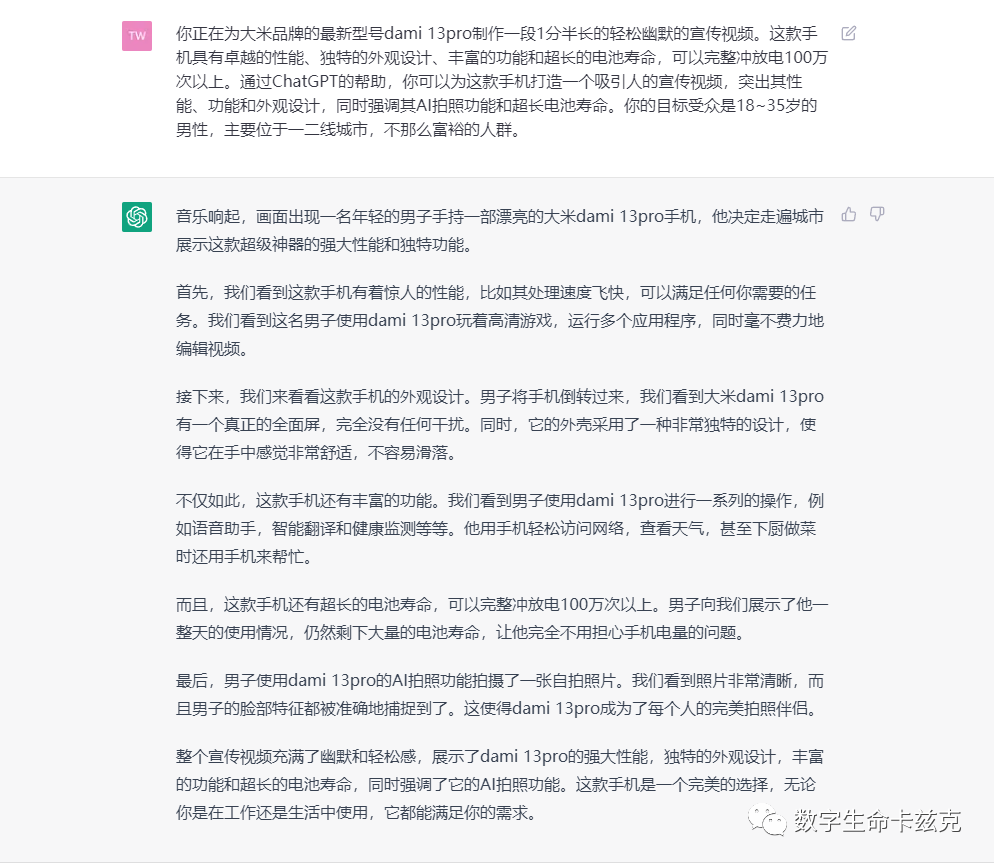 TW
你正在为大米品牌的最新型号dami 13pro制作一段1分半长的轻松幽默的宣传视频。这款手
机具有卓越的性能、独特的外观设计、丰富的功能和超长的电池寿命，可以完整冲放电100万
次以上。通过ChatGPT的帮助，你可以为这款手机打造一个吸引人的宣传视频，突出其性
能、功能和外观设计，同时强调其AI拍照功能和超长电池寿命。你的目标受众是18~35岁的
男性，主要位于一二线城市，不那么富裕的人群。
音乐响起，画面出现一名年轻的男子手持一部漂亮的大米dami 13pro手机，他决定走遍城市
展示这款超级神器的强大性能和独特功能。
首先，我们看到这款手机有着惊人的性能，比如其处理速度飞快，可以满足任何你需要的任
务。我们看到这名男子使用dami 13pro玩着高清游戏，运行多个应用程序，同时毫不费力地
编辑视频。
接下来，我们来看看这款手机的外观设计。男子将手机倒转过来，我们看到大米dami 13pro
有一个真正的全面屏，完全没有任何干扰。同时，它的外壳采用了一种非常独特的设计，使
得它在手中感觉非常舒适，不容易滑落。
不仅如此，这款手机还有丰富的功能。我们看到男子使用dami 13pro进行一系列的操作，例
如语音助手，智能翻译和健康监测等等。他用手机轻松访问网络，查看天气，甚至下厨做菜
时还用手机来帮忙。
而且，这款手机还有超长的电池寿命，可以完整冲放电100万次以上。男子向我们展示了他一
整天的使用情况，仍然剩下大量的电池寿命，让他完全不用担心手机电量的问题。
最后，男子使用dami 13pro的AI拍照功能拍摄了一张自拍照片。我们看到照片非常清晰，而
且男子的脸部特征都被准确地捕捉到了。这使得dami 13pro成为了每个人的完美拍照伴侣。
整个宣传视频充满了幽默和轻松感，展示了dami 13pro的强大性能，独特的外观设计，丰富
的功能和超长的电池寿命，同时强调了它的AI拍照功能。这款手机是一个完美的选择，无论
你是在工作还是生活中使用，它都能满足你的需求。
数字生命卡兹克